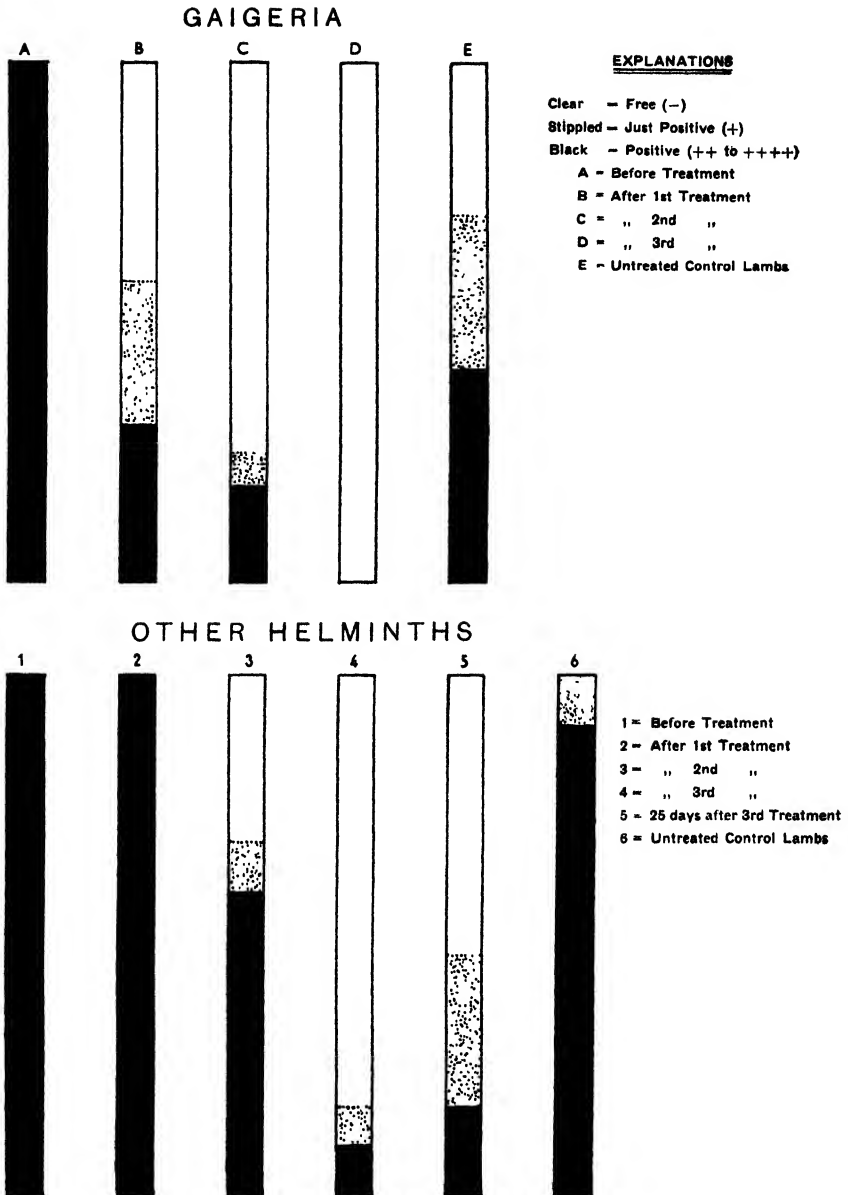 GAIGERIA
A B C D E
EXPLANATIONS
Clear – Free (−)
Stippled – Just Positive (+)
Black – Positive (++ to ++++)
A – Before Treatment
B = After 1st Treatment
C = ,, 2nd ,,
D = ,, 3rd ,,
E – Untreated Control Lambs
OTHER HELMINTHS
1 2 3 4 5 6
1 = Before Treatment
2 = After 1st Treatment
3 = ,, 2nd ,,
4 = ,, 3rd ,,
5 = 25 days after 3rd Treatment
6 = Untreated Control Lambs